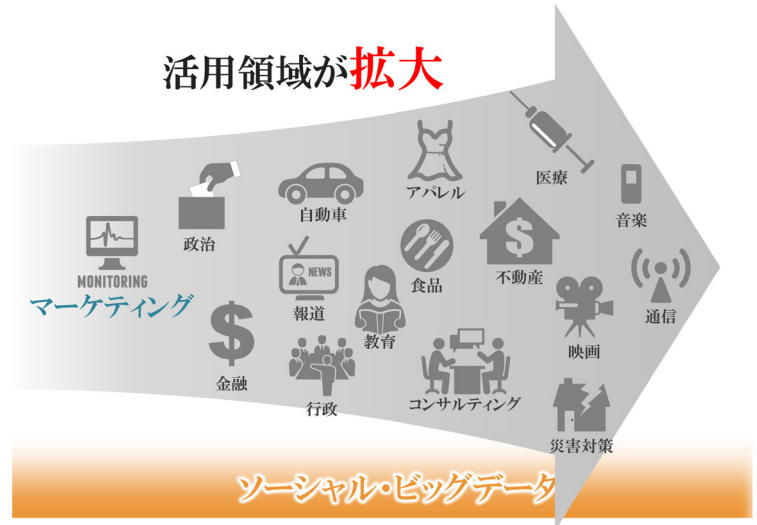 活用領域が拡大
医療
アパレル
自動車
音楽
政治
MONITORING
マーケティング
NEWS
食品
不動産
報道
通信
教育
映画
金融
行政
コンサルティング
災害対策
ソーシャル・ビッグデータ